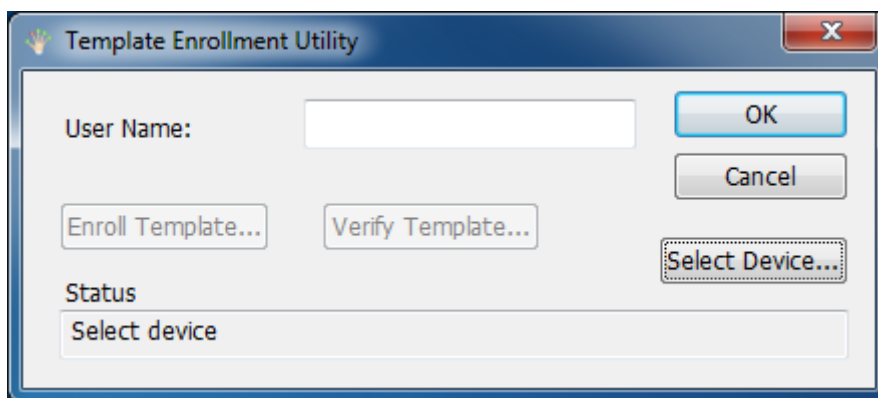 Template Enrollment Utility
User Name:
OK
Cancel
Enroll Template...
Verify Template...
Select Device...
Status
Select device